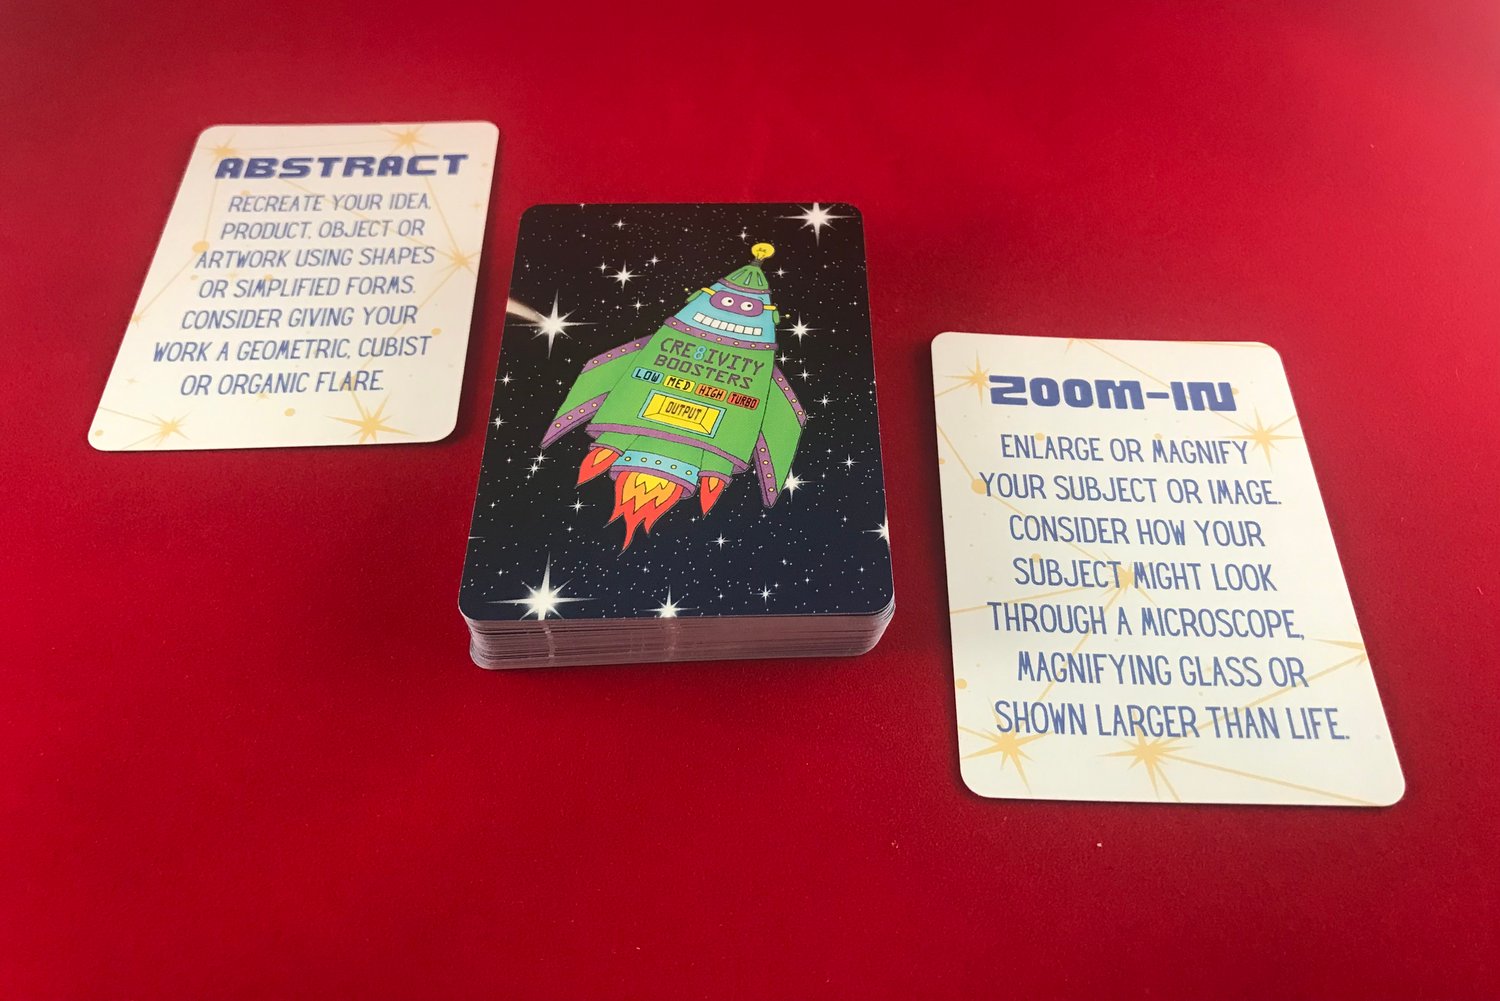 ABSTRACT
RECREATE YOUR IDEA,
PRODUCT, OBJECT OR
ARTWORK USING SHAPES
OR SIMPLIFIED FORMS.
CONSIDER GIVING YOUR
WORK A GEOMETRIC, CUBIST
OR ORGANIC FLARE.
CRE8IVITY
BOOSTERS
LOW MED HIGH TURBO
OUTPUT
ZOOM-IN
ENLARGE OR MAGNIFY
YOUR SUBJECT OR IMAGE.
CONSIDER HOW YOUR
SUBJECT MIGHT LOOK
THROUGH A MICROSCOPE,
MAGNIFYING GLASS OR
SHOWN LARGER THAN LIFE.